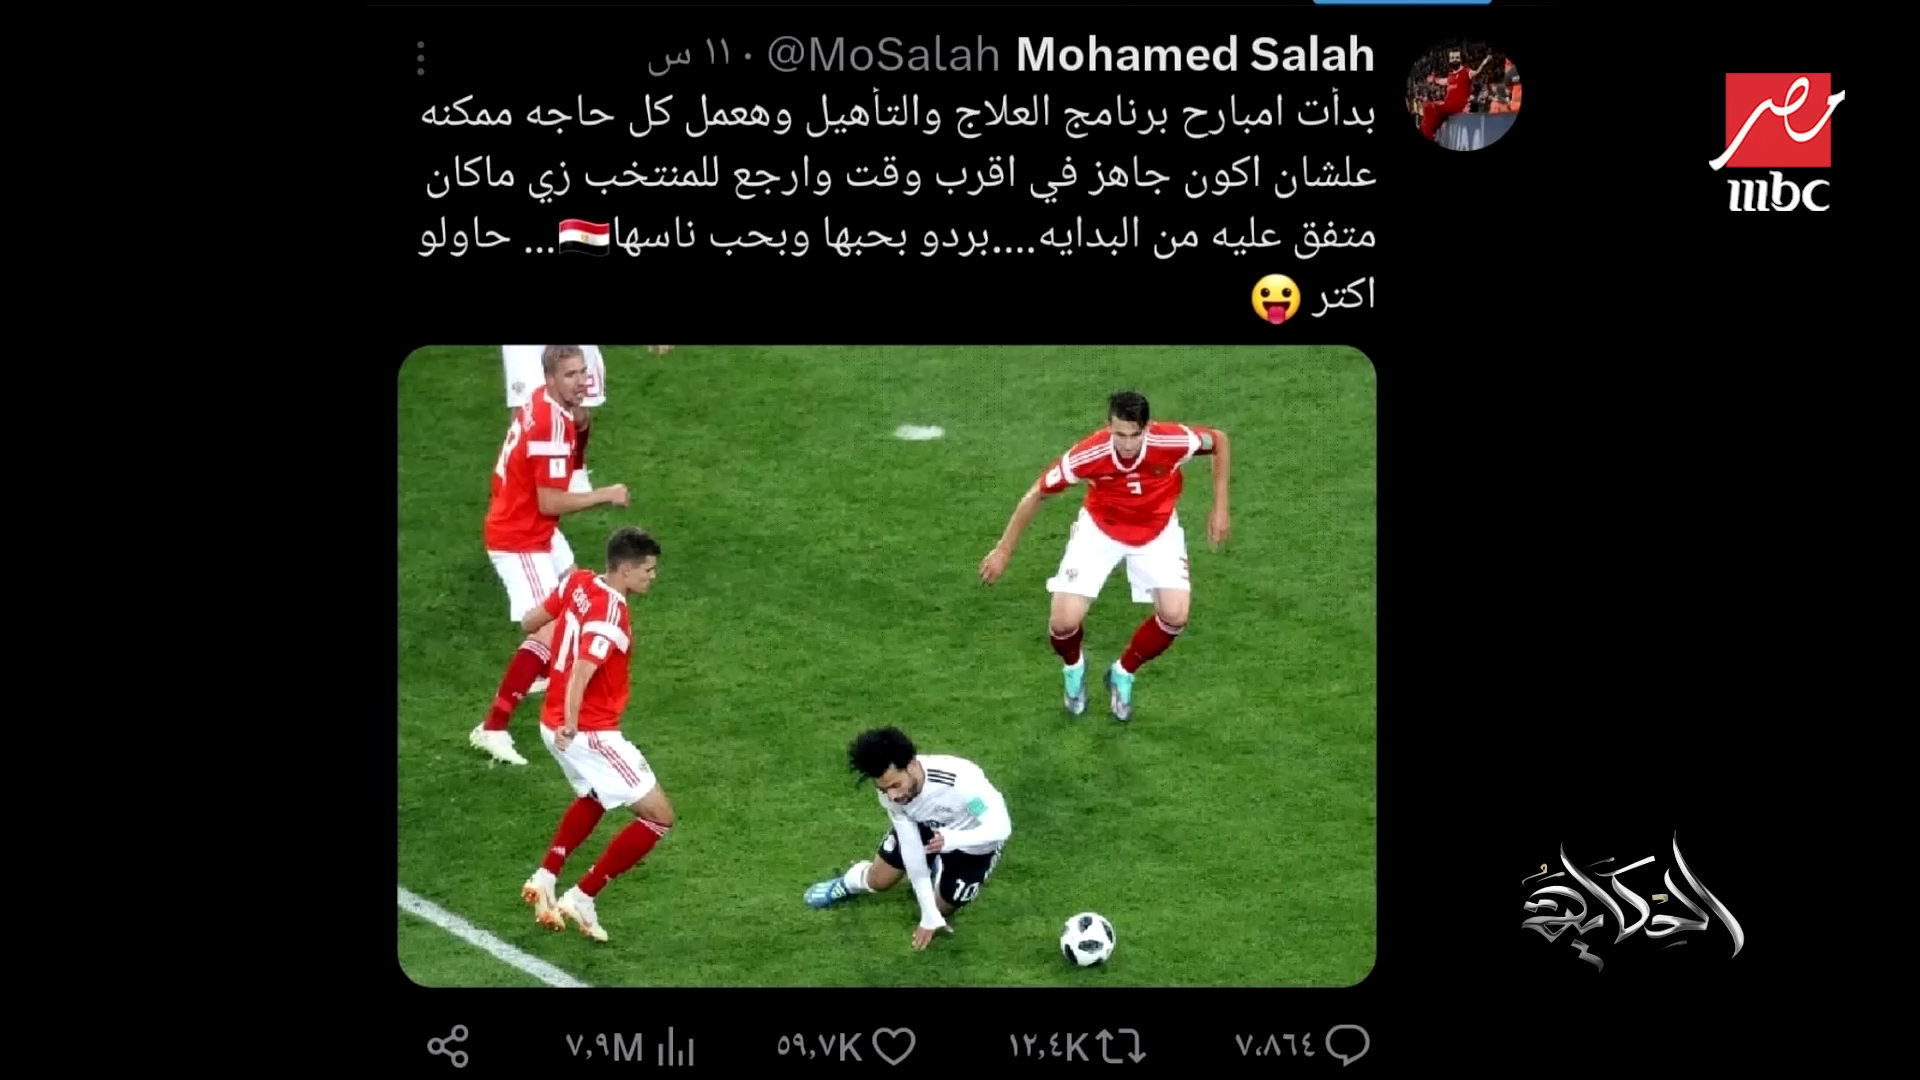 Mohamed Salah @MoSalah · ١١ س
بدأت امبارح برنامج العلاج والتأهيل وهعمل كل حاجه ممكنه
علشان اكون جاهز في اقرب وقت وارجع للمنتخب زي ماكان
متفق عليه من البدايه....بردو بحبها وبحب ناسها🇪🇬... حاولو
اكتر 😛
مصر
mbc
3
10
الحكاية
٧,٨٦٤ ١٢,٤K ٥٩,٧K ٧,٩M